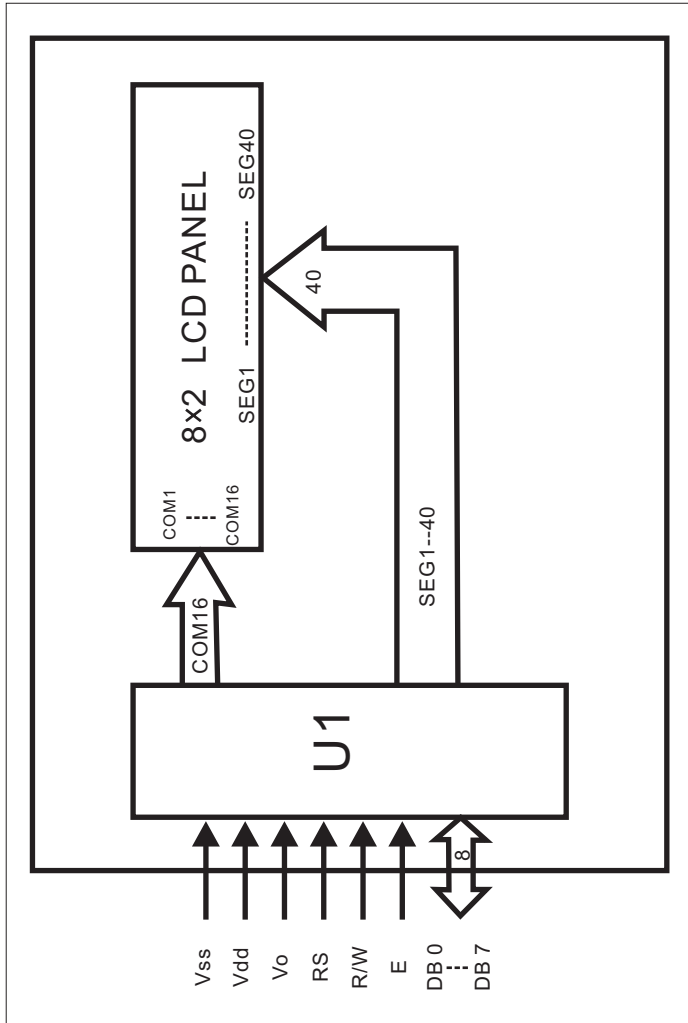 8×2 LCD PANEL
COM1
COM16
SEG1
SEG40
COM16
40
SEG1--40
U1
Vss
Vdd
Vo
RS
R/W
E
DB 0
DB 7
8